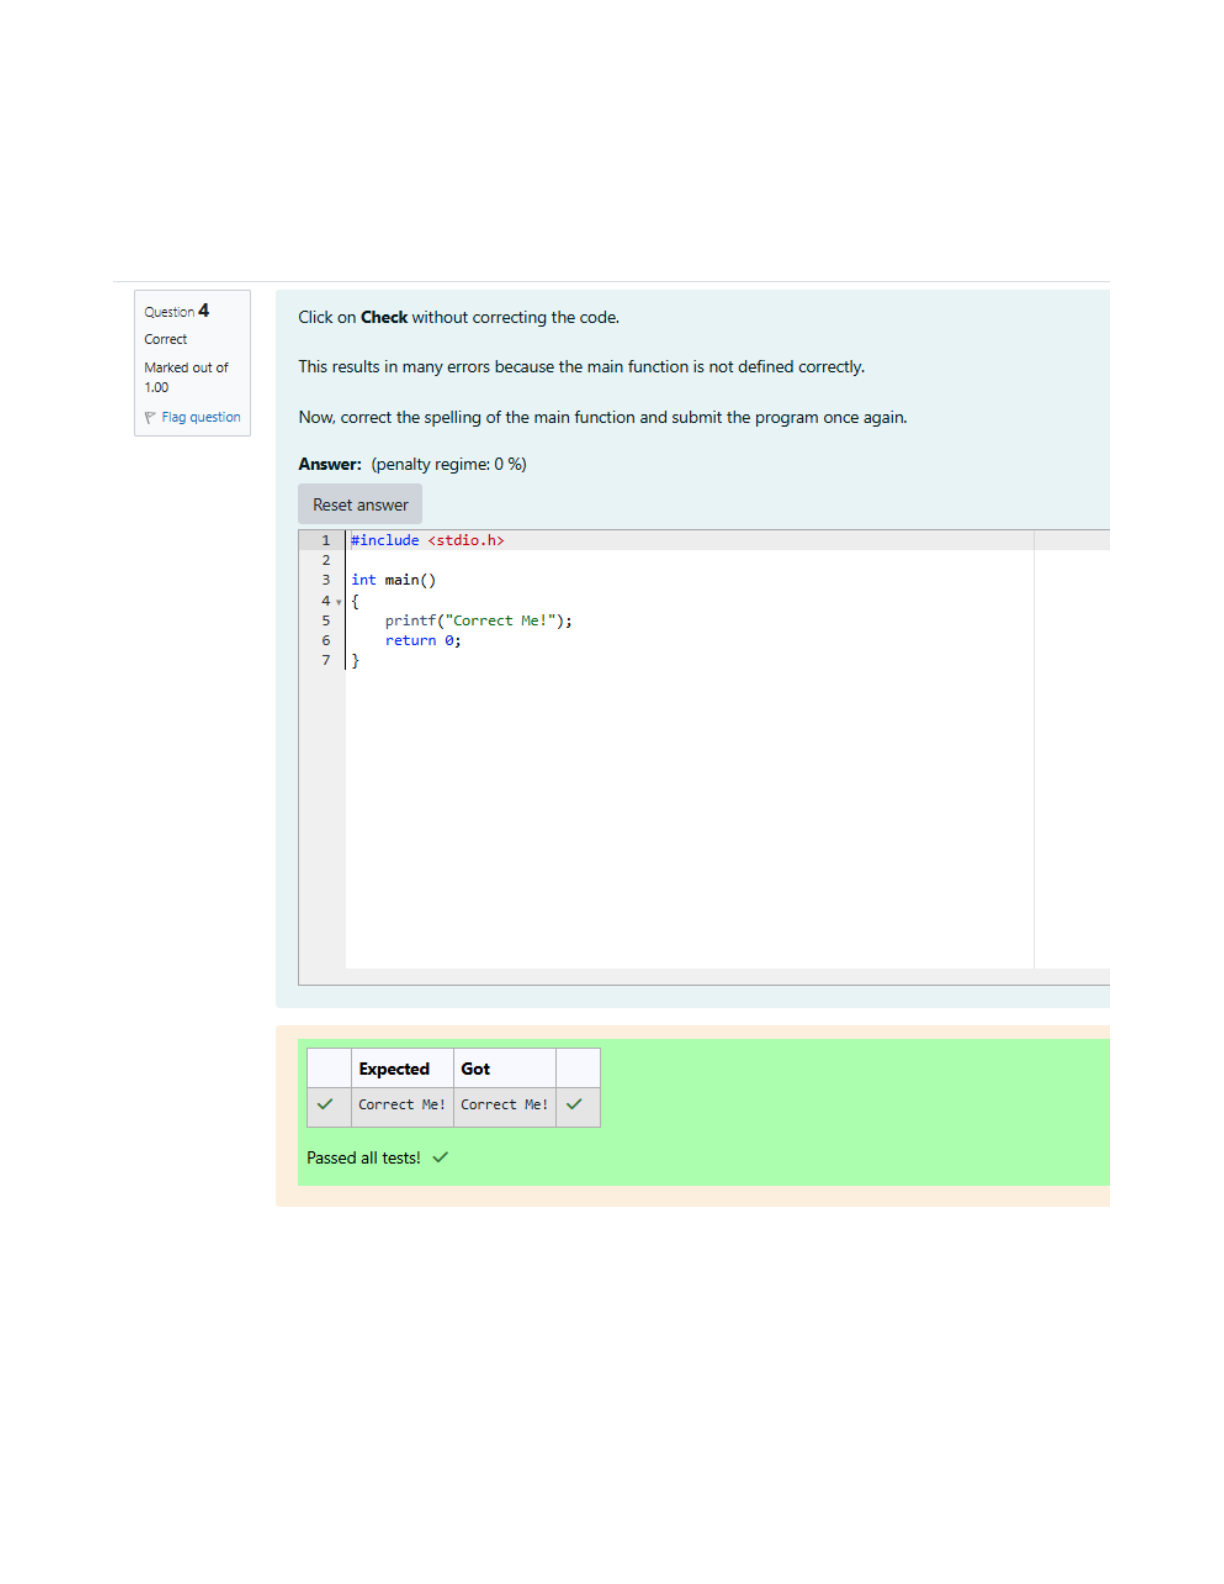 Question 4
Correct
Marked out of
1.00
Flag question
Click on Check without correcting the code.
This results in many errors because the main function is not defined correctly.
Now, correct the spelling of the main function and submit the program once again.
Answer: (penalty regime: 0 %)
Reset answer
1 #include <stdio.h>
2
3 int main()
4 {
5     printf("Correct Me!");
6     return 0;
7 }
Expected Got
Correct Me! Correct Me!
Passed all tests!